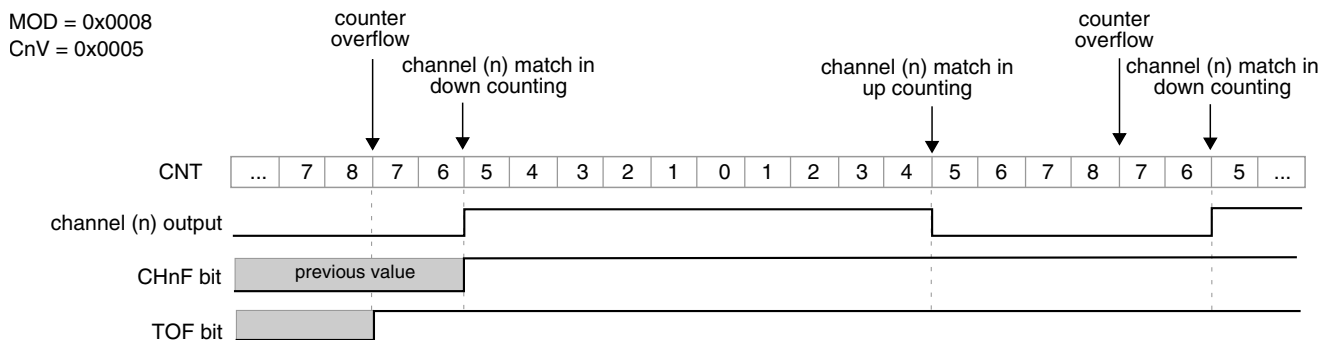 MOD = 0x0008
CnV = 0x0005
counter
overflow
channel (n) match in
down counting
channel (n) match in
up counting
counter
overflow
channel (n) match in
down counting
CNT ... 7 8 7 6 5 4 3 2 1 0 1 2 3 4 5 6 7 8 7 6 5 ...
channel (n) output
CHnF bit previous value
TOF bit